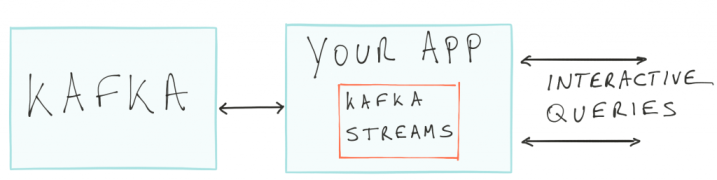 KAFKA
YOUR APP
KAFKA
STREAMS
INTERACTIVE
QUERIES